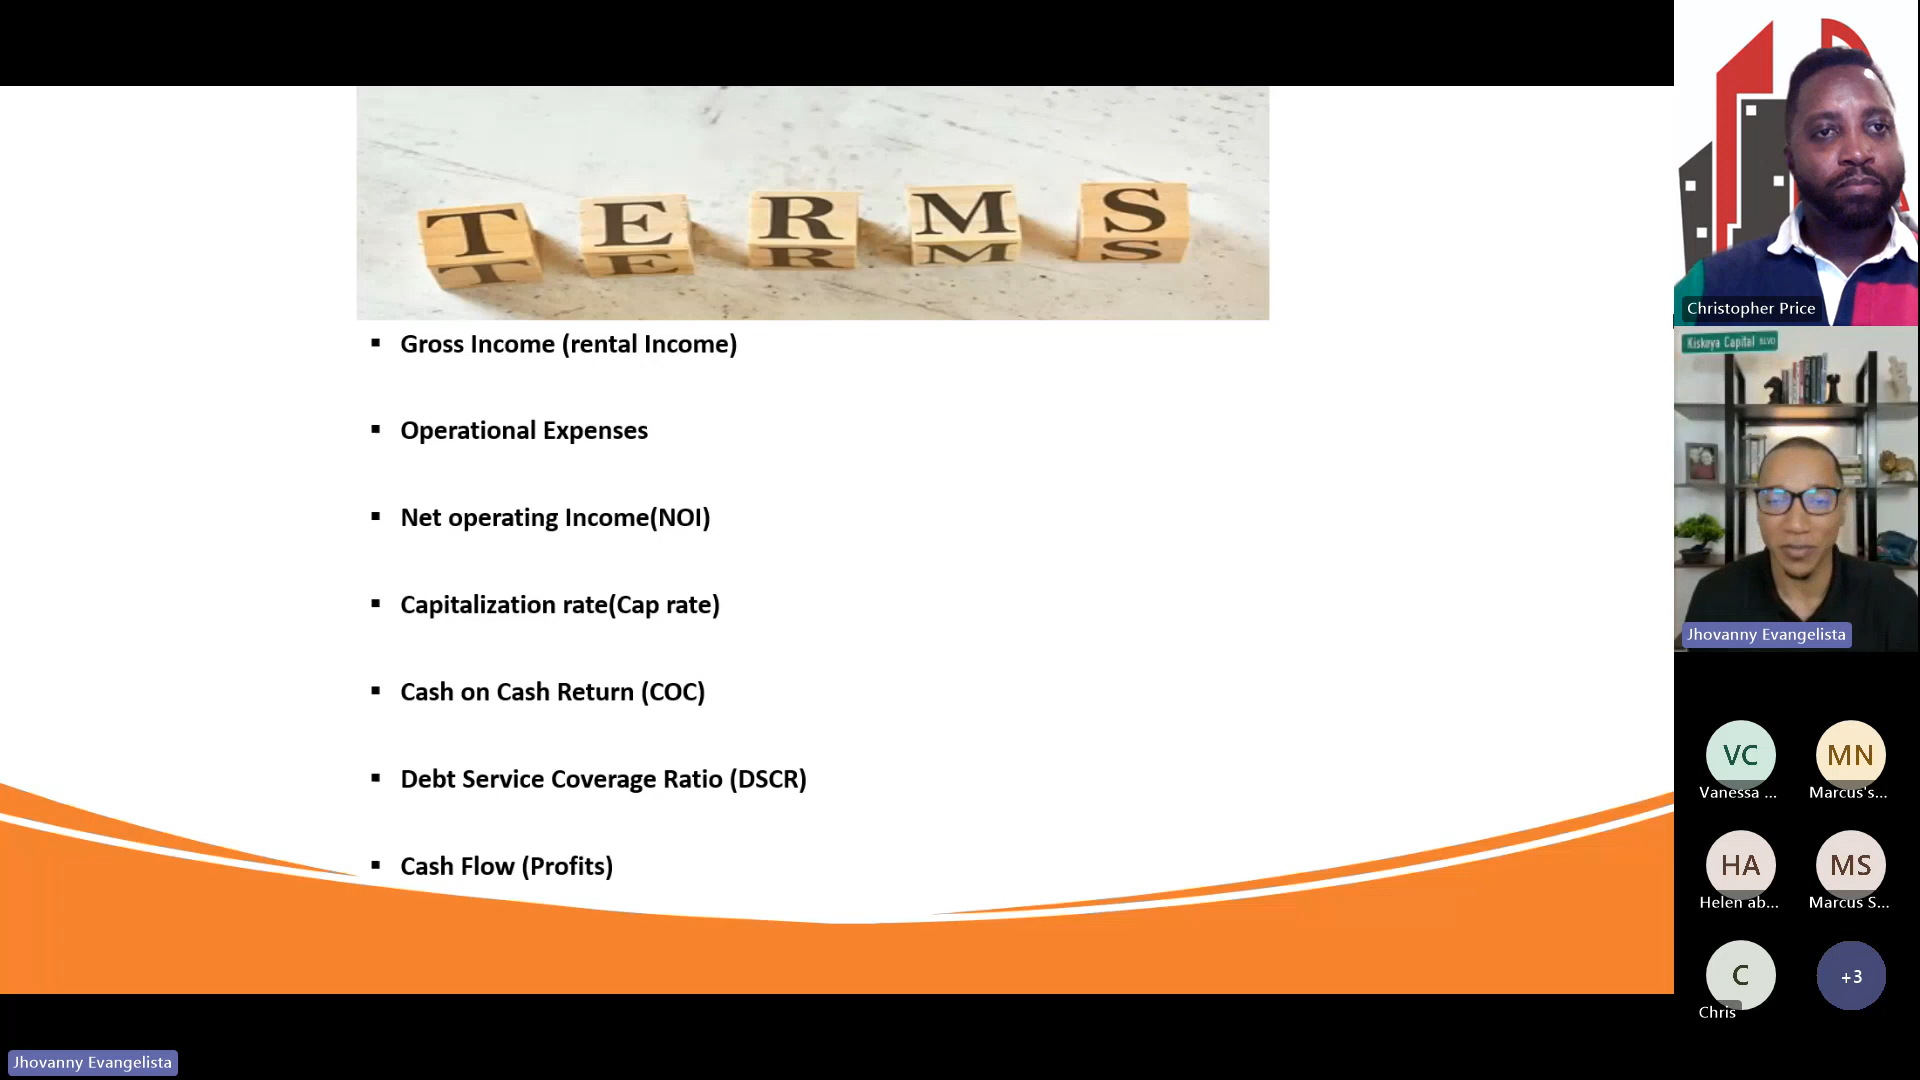 TERMS
▪ Gross Income (rental Income)
▪ Operational Expenses
▪ Net operating Income(NOI)
▪ Capitalization rate(Cap rate)
▪ Cash on Cash Return (COC)
▪ Debt Service Coverage Ratio (DSCR)
▪ Cash Flow (Profits)
Christopher Price
Kiskeya Capital BLVD
Jhovanny Evangelista
VC
Vanessa ...
MN
Marcus's...
HA
Helen ab...
MS
Marcus S...
C
Chris
+3
Jhovanny Evangelista